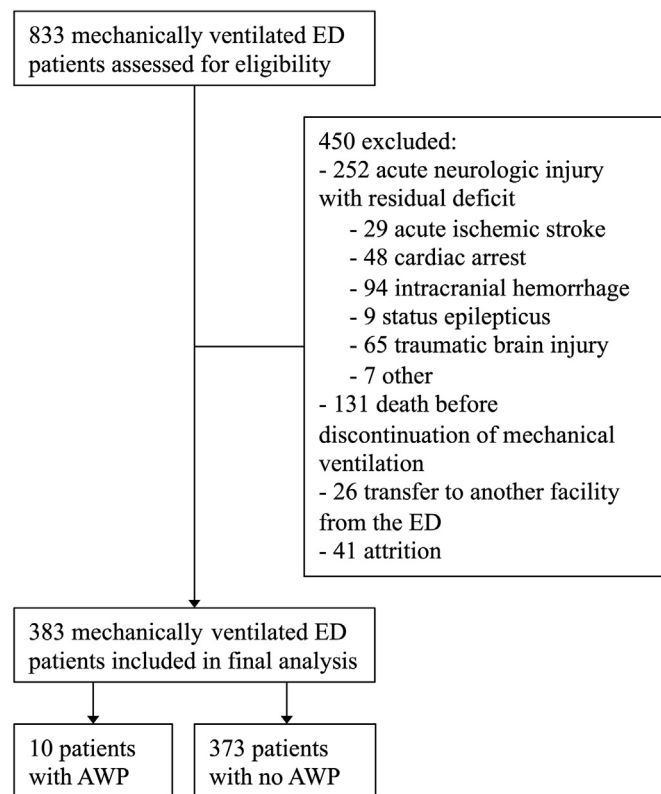 833 mechanically ventilated ED
patients assessed for eligibility
450 excluded:
- 252 acute neurologic injury
with residual deficit
- 29 acute ischemic stroke
- 48 cardiac arrest
- 94 intracranial hemorrhage
- 9 status epilepticus
- 65 traumatic brain injury
- 7 other
- 131 death before
discontinuation of mechanical
ventilation
- 26 transfer to another facility
from the ED
- 41 attrition
383 mechanically ventilated ED
patients included in final analysis
10 patients
with AWP
373 patients
with no AWP